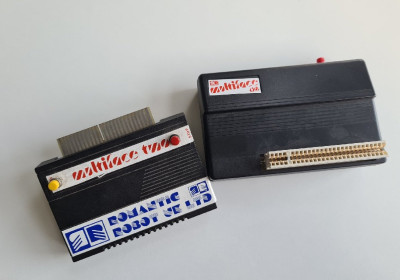 multiface two
ROMANTIC
ROBOT UK LTD
multiface